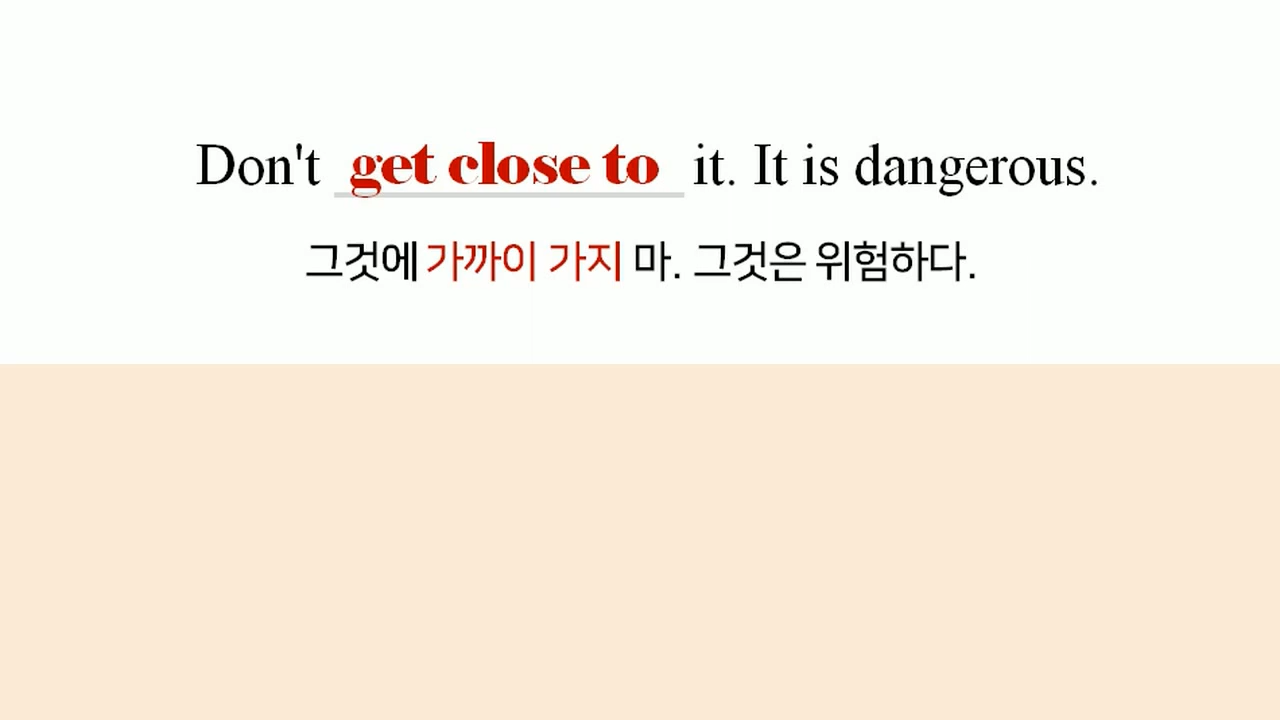 Don't get close to it. It is dangerous.
그것에 가까이 가지 마. 그것은 위험하다.